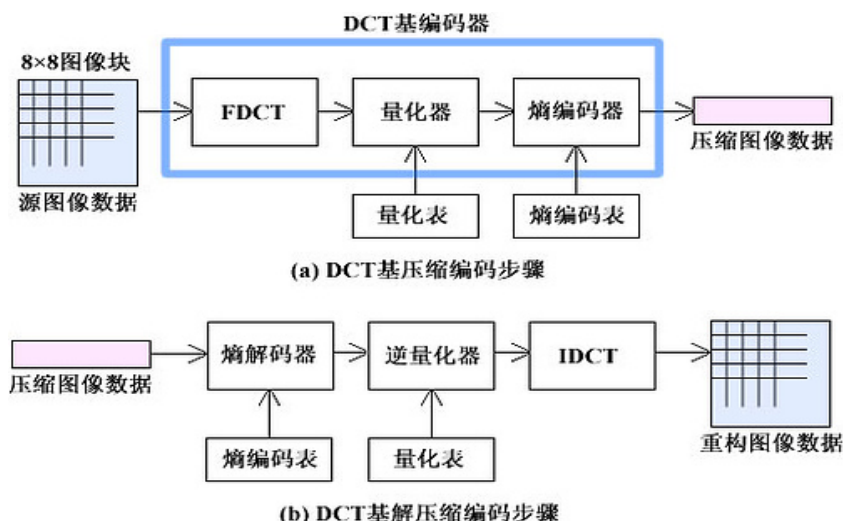 DCT基编码器
8×8图像块
FDCT
量化器
熵编码器
压缩图像数据
源图像数据
量化表
熵编码表
(a) DCT基压缩编码步骤
压缩图像数据
熵解码器
逆量化器
IDCT
重构图像数据
熵编码表
量化表
(b) DCT基解压缩编码步骤